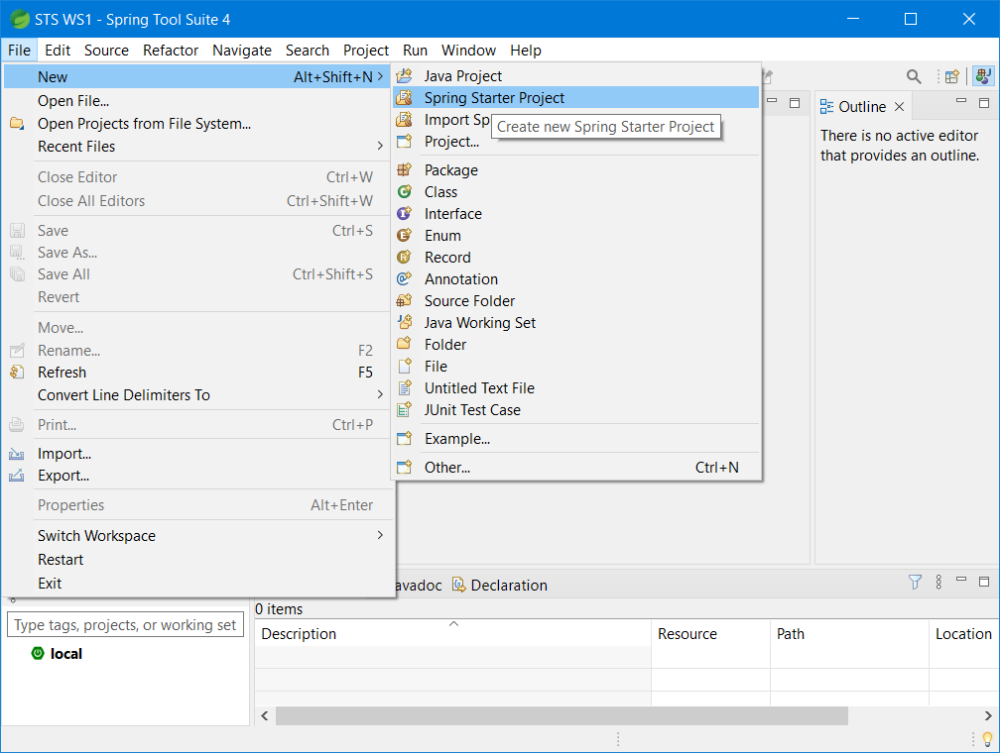 STS WS1 - Spring Tool Suite 4
File Edit Source Refactor Navigate Search Project Run Window Help
New Alt+Shift+N
Open File...
Open Projects from File System...
Recent Files
Close Editor Ctrl+W
Close All Editors Ctrl+Shift+W
Save Ctrl+S
Save As...
Save All Ctrl+Shift+S
Revert
Move...
Rename... F2
Refresh F5
Convert Line Delimiters To
Print... Ctrl+P
Import...
Export...
Properties Alt+Enter
Switch Workspace
Restart
Exit
Java Project
Spring Starter Project
Import Sp
Create new Spring Starter Project
Project...
Package
Class
Interface
Enum
Record
Annotation
Source Folder
Java Working Set
Folder
File
Untitled Text File
JUnit Test Case
Example...
Other... Ctrl+N
Outline
There is no active editor
that provides an outline.
avadoc Declaration
0 items
Description Resource Path Location
Type tags, projects, or working set
local